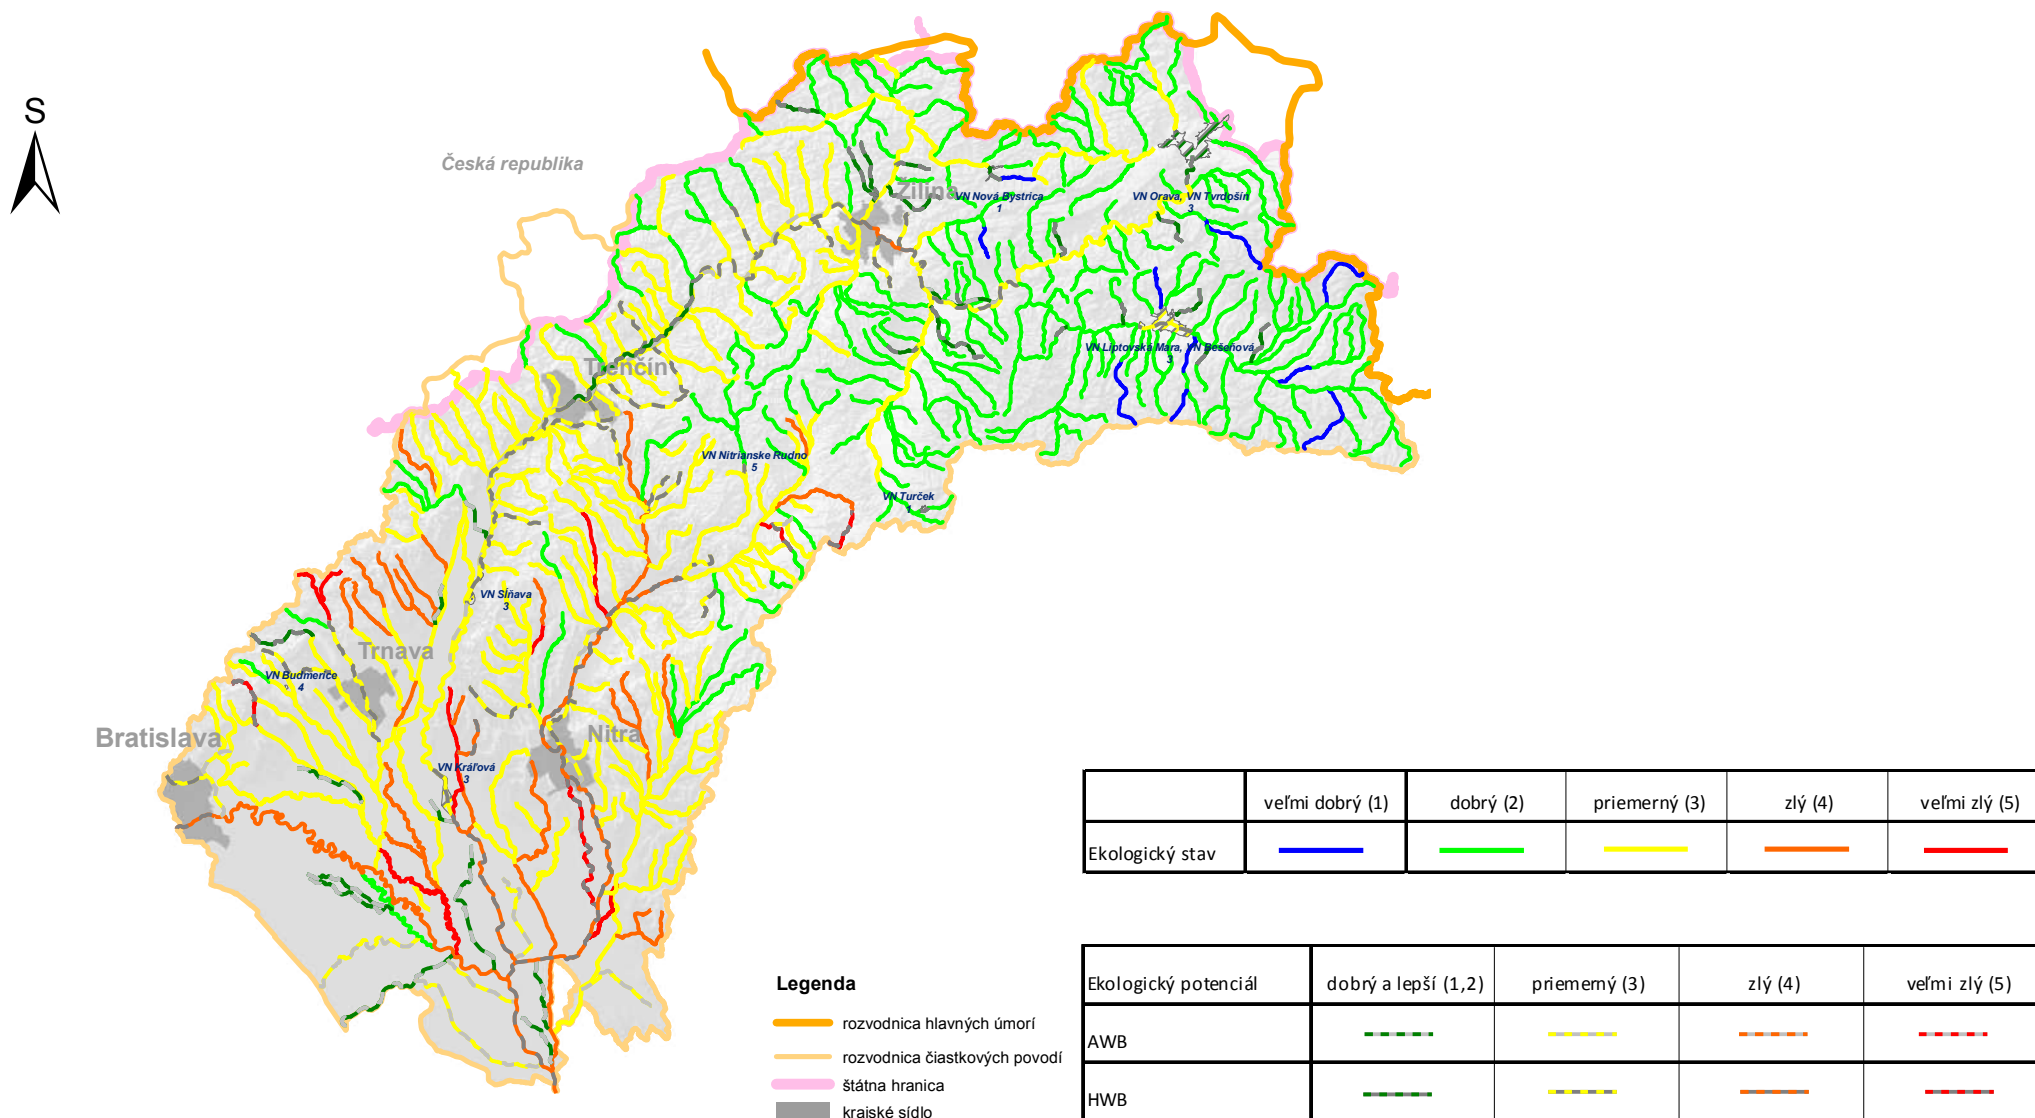 S
Česká republika
Žilina
VN Nová Bystrica
1
VN Orava, VN Tvrdošín
3
VN Liptovská Mara, VN Bešeňová
3
Trenčín
VN Nitrianske Rudno
5
VN Turček
1
VN Sĺňava
3
Trnava
VN Budmerice
4
Bratislava
Nitra
VN Kráľová
3
veľmi dobrý (1) dobrý (2) priemerný (3) zlý (4) veľmi zlý (5)
Ekologický stav
Ekologický potenciál dobrý a lepší (1,2) priemerný (3) zlý (4) veľmi zlý (5)
AWB
HWB
Legenda
rozvodnica hlavných úmorí
rozvodnica čiastkových povodí
štátna hranica
krajské sídlo